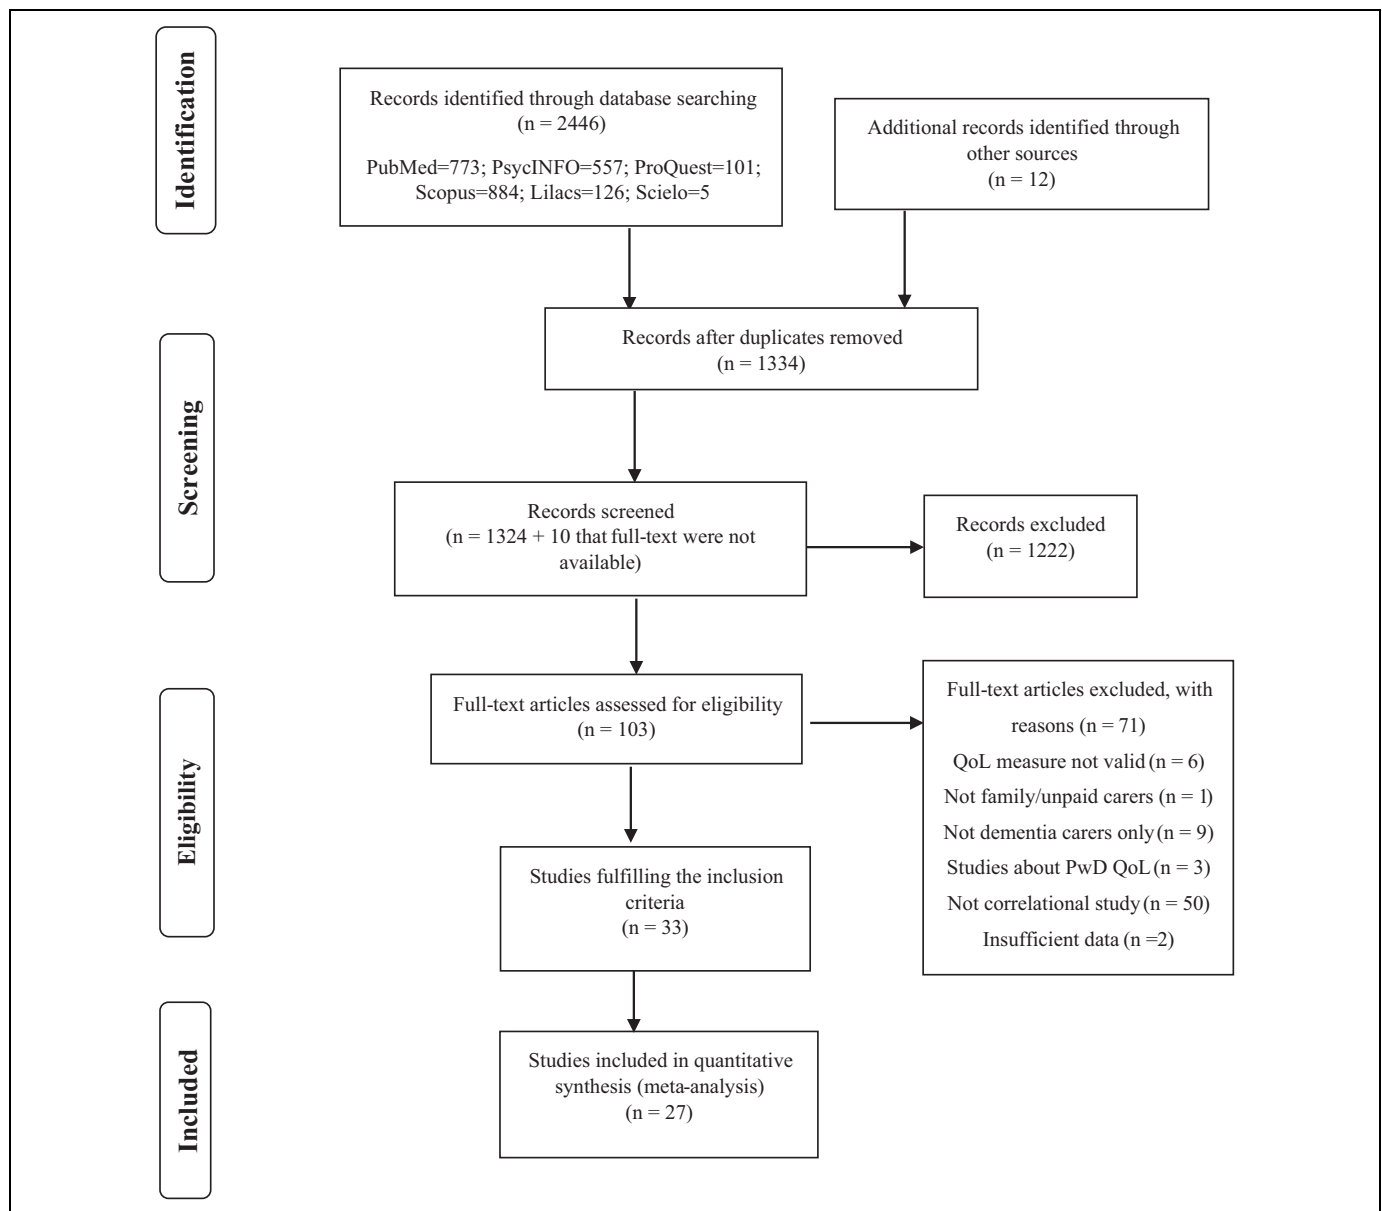 Identification
Records identified through database searching
(n = 2446)
PubMed=773; PsycINFO=557; ProQuest=101;
Scopus=884; Lilacs=126; Scielo=5
Additional records identified through
other sources
(n = 12)
Records after duplicates removed
(n = 1334)
Screening
Records screened
(n = 1324 + 10 that full-text were not
available)
Records excluded
(n = 1222)
Eligibility
Full-text articles assessed for eligibility
(n = 103)
Full-text articles excluded, with
reasons (n = 71)
QoL measure not valid (n = 6)
Not family/unpaid carers (n = 1)
Not dementia carers only (n = 9)
Studies about PwD QoL (n = 3)
Not correlational study (n = 50)
Insufficient data (n =2)
Studies fulfilling the inclusion
criteria
(n = 33)
Included
Studies included in quantitative
synthesis (meta-analysis)
(n = 27)